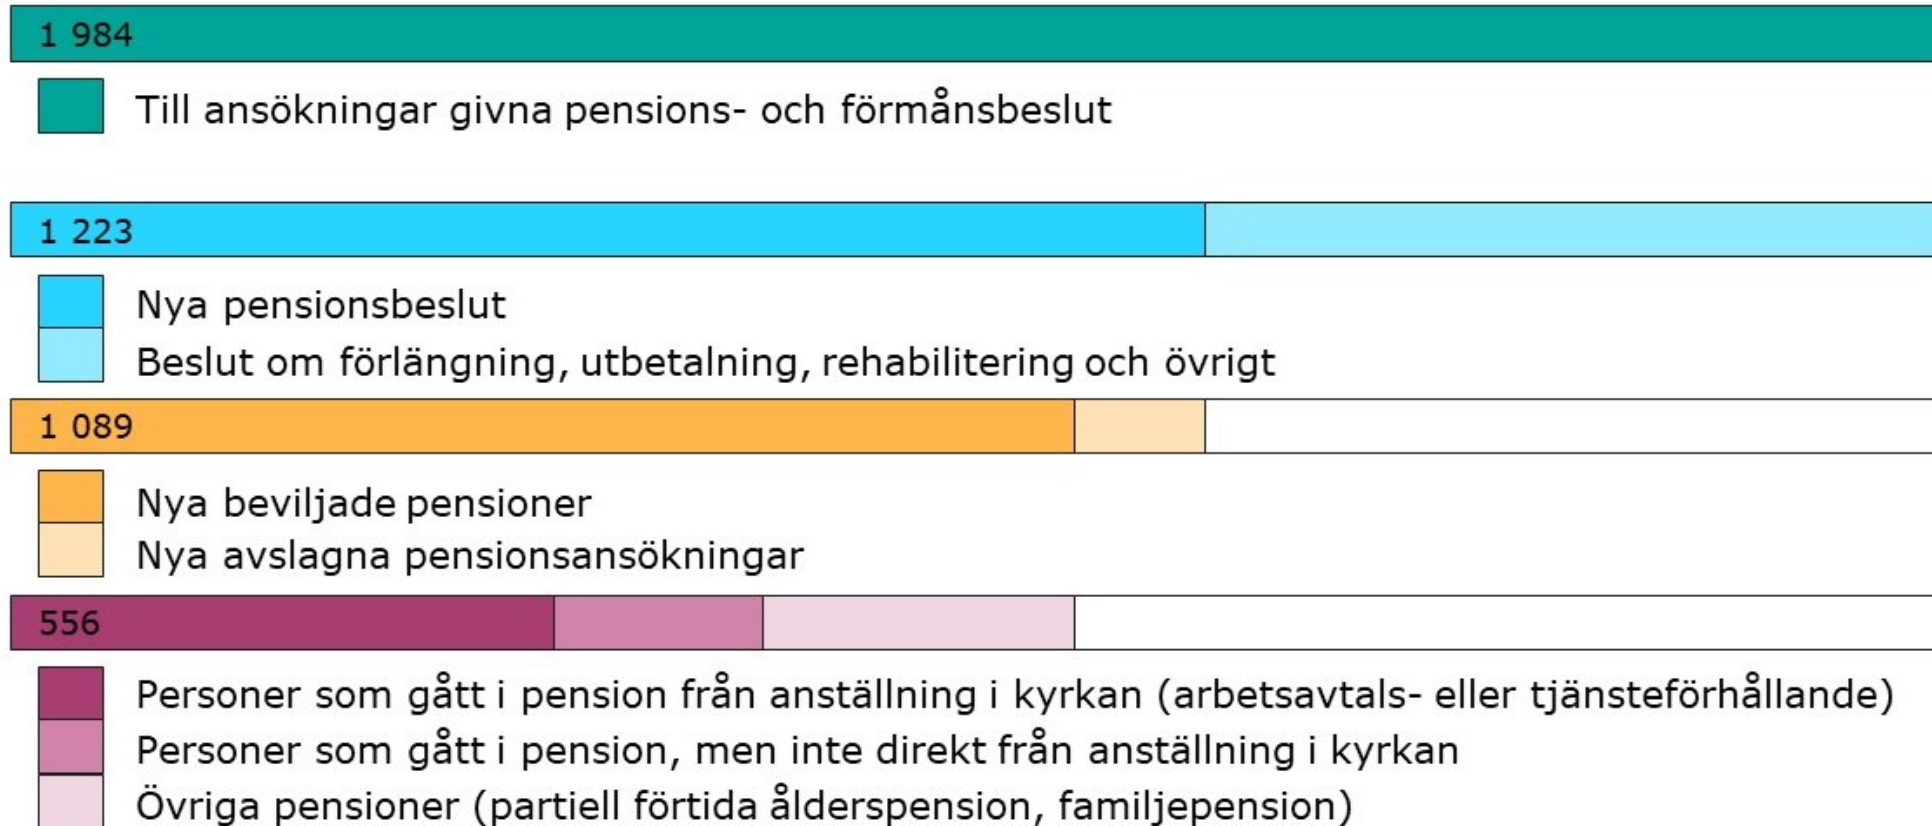 1 984
Till ansökningar givna pensions- och förmånsbeslut
1 223
Nya pensionsbeslut
Beslut om förlängning, utbetalning, rehabilitering och övrigt
1 089
Nya beviljade pensioner
Nya avslagna pensionsansökningar
556
Personer som gått i pension från anställning i kyrkan (arbetsavtals- eller tjänsteförhållande)
Personer som gått i pension, men inte direkt från anställning i kyrkan
Övriga pensioner (partiell förtida ålderspension, familjepension)